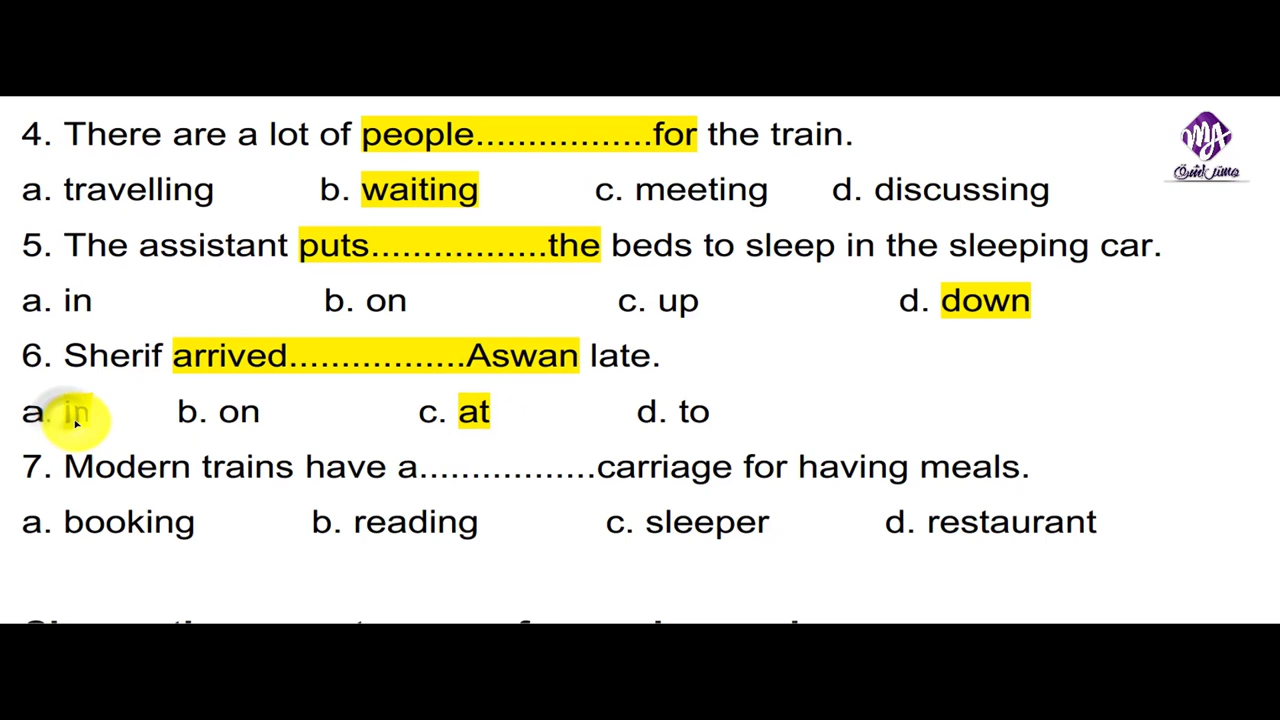 4. There are a lot of people.................for the train.
a. travelling b. waiting c. meeting d. discussing
5. The assistant puts.................the beds to sleep in the sleeping car.
a. in b. on c. up d. down
6. Sherif arrived.................Aswan late.
a. in b. on c. at d. to
7. Modern trains have a.................carriage for having meals.
a. booking b. reading c. sleeper d. restaurant
MA